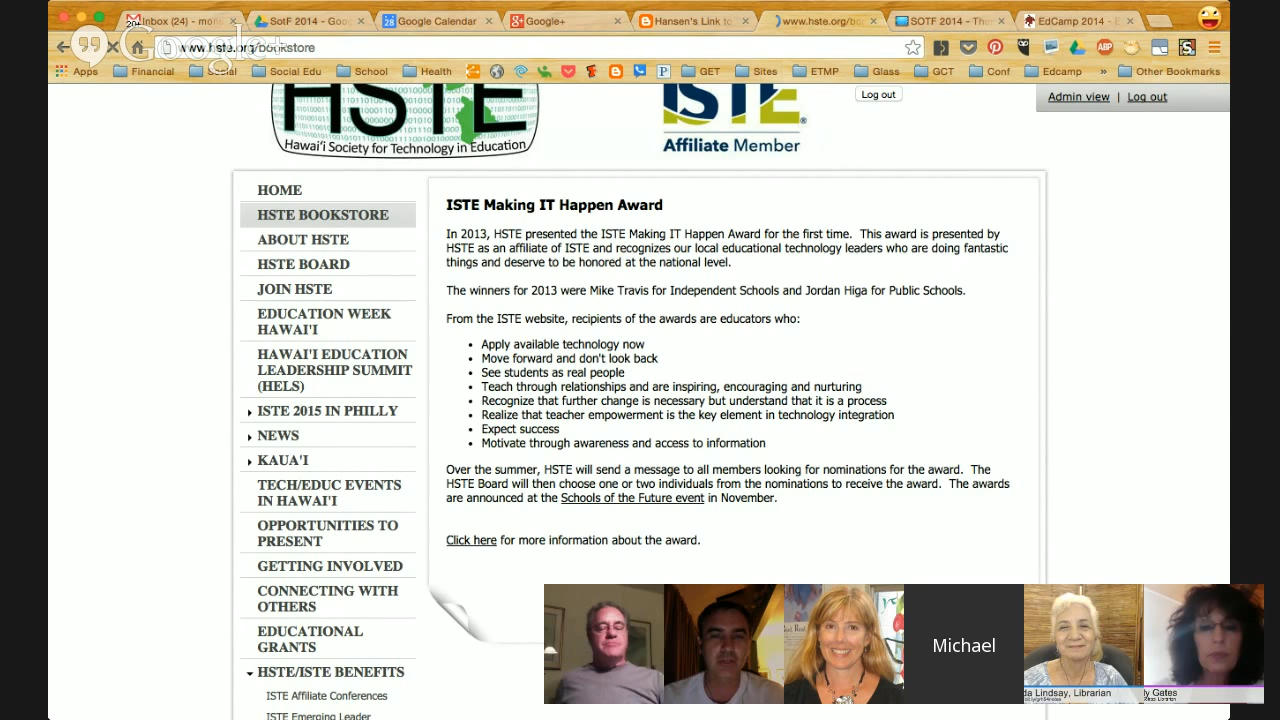 Inbox (24) - mon
SotF 2014 - Goo
Google Calendar
Google+
Hansen's Link to
www.hste.org/bo
SOTF 2014 - The
EdCamp 2014 - E
Google+
www.hste.org/bookstore
Apps
Financial
Social
Social Edu
School
Health
GET
Sites
ETMP
Glass
GCT
Conf
Edcamp
»
Other Bookmarks
HSTE
Hawai'i Society for Technology in Education
ISTE
Affiliate Member
Log out
Admin view | Log out
HOME
HSTE BOOKSTORE
ABOUT HSTE
HSTE BOARD
JOIN HSTE
EDUCATION WEEK
HAWAI'I
HAWAI'I EDUCATION
LEADERSHIP SUMMIT
(HELS)
ISTE 2015 IN PHILLY
NEWS
KAUA'I
TECH/EDUC EVENTS
IN HAWAI'I
OPPORTUNITIES TO
PRESENT
GETTING INVOLVED
CONNECTING WITH
OTHERS
EDUCATIONAL
GRANTS
HSTE/ISTE BENEFITS
ISTE Affiliate Conferences
ISTE Emerging Leader
ISTE Making IT Happen Award
In 2013, HSTE presented the ISTE Making IT Happen Award for the first time. This award is presented by
HSTE as an affiliate of ISTE and recognizes our local educational technology leaders who are doing fantastic
things and deserve to be honored at the national level.
The winners for 2013 were Mike Travis for Independent Schools and Jordan Higa for Public Schools.
From the ISTE website, recipients of the awards are educators who:
• Apply available technology now
• Move forward and don't look back
• See students as real people
• Teach through relationships and are inspiring, encouraging and nurturing
• Recognize that further change is necessary but understand that it is a process
• Realize that teacher empowerment is the key element in technology integration
• Expect success
• Motivate through awareness and access to information
Over the summer, HSTE will send a message to all members looking for nominations for the award. The
HSTE Board will then choose one or two individuals from the nominations to receive the award. The awards
are announced at the Schools of the Future event in November.
Click here for more information about the award.
Michael
da Lindsay, Librarian
ly Gates